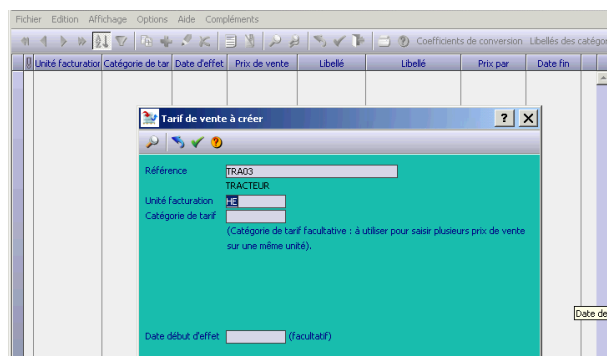 Fichier Edition Affichage Options Aide Compléments
Coefficients de conversion Libellés des catégor
Unité facturation Catégorie de tar Date d'effet Prix de vente Libellé Libellé Prix par Date fin
Tarif de vente à créer
Référence TRA03
TRACTEUR
Unité facturation HE
Catégorie de tarif
(Catégorie de tarif facultative : à utiliser pour saisir plusieurs prix de vente
sur une même unité).
Date de
Date début d'effet (facultatif)